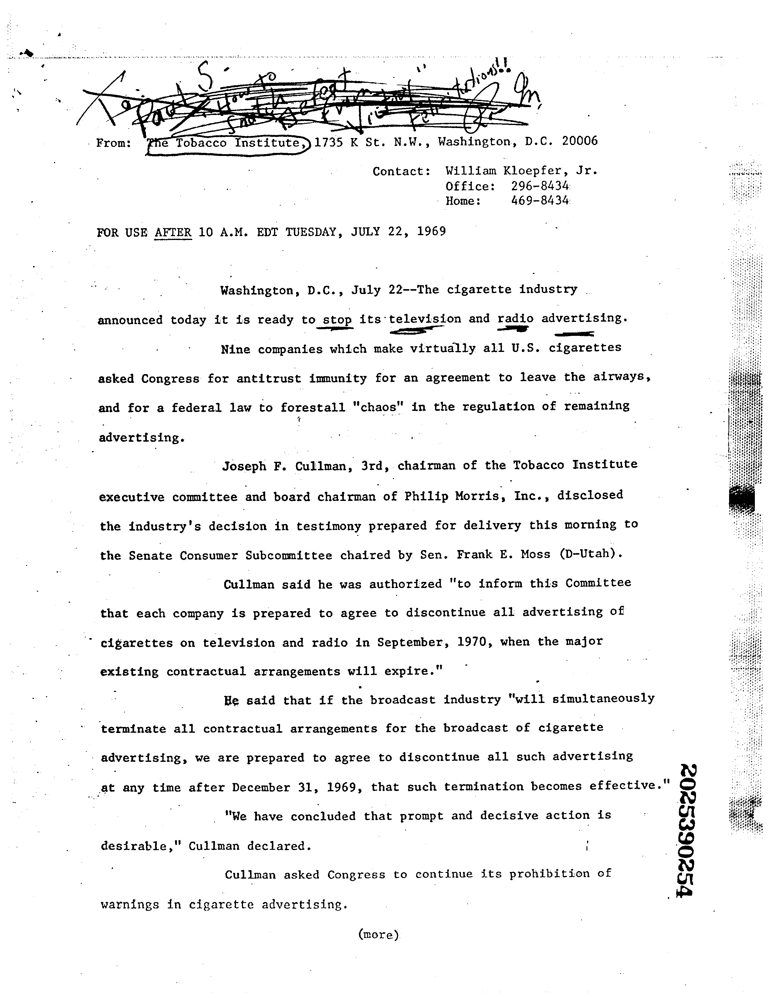 Paul S
How to
Snatch Defeat
From "Victory"
Felicitations!!
From: The Tobacco Institute, 1735 K St. N.W., Washington, D.C. 20006
Contact: William Kloepfer, Jr.
Office: 296-8434
Home: 469-8434
FOR USE AFTER 10 A.M. EDT TUESDAY, JULY 22, 1969
Washington, D.C., July 22--The cigarette industry
announced today it is ready to stop its television and radio advertising.
Nine companies which make virtually all U.S. cigarettes
asked Congress for antitrust immunity for an agreement to leave the airways,
and for a federal law to forestall "chaos" in the regulation of remaining
advertising.
Joseph F. Cullman, 3rd, chairman of the Tobacco Institute
executive committee and board chairman of Philip Morris, Inc., disclosed
the industry's decision in testimony prepared for delivery this morning to
the Senate Consumer Subcommittee chaired by Sen. Frank E. Moss (D-Utah).
Cullman said he was authorized "to inform this Committee
that each company is prepared to agree to discontinue all advertising of
cigarettes on television and radio in September, 1970, when the major
existing contractual arrangements will expire."
He said that if the broadcast industry "will simultaneously
terminate all contractual arrangements for the broadcast of cigarette
advertising, we are prepared to agree to discontinue all such advertising
at any time after December 31, 1969, that such termination becomes effective."
"We have concluded that prompt and decisive action is
desirable," Cullman declared.
Cullman asked Congress to continue its prohibition of
warnings in cigarette advertising.
(more)
2025390254